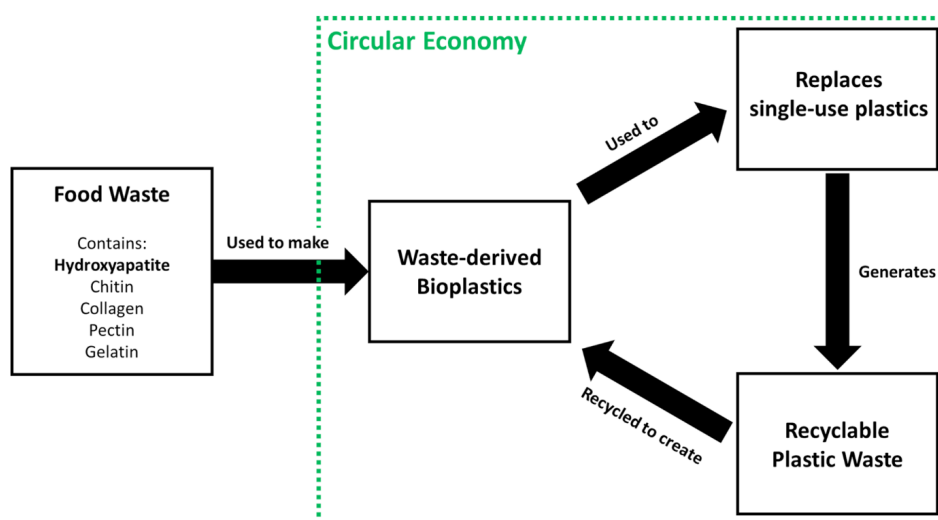 Circular Economy
Food Waste
Contains:
Hydroxyapatite
Chitin
Collagen
Pectin
Gelatin
Used to make
Waste-derived
Bioplastics
Used to
Replaces
single-use plastics
Generates
Recyclable
Plastic Waste
Recycled to create